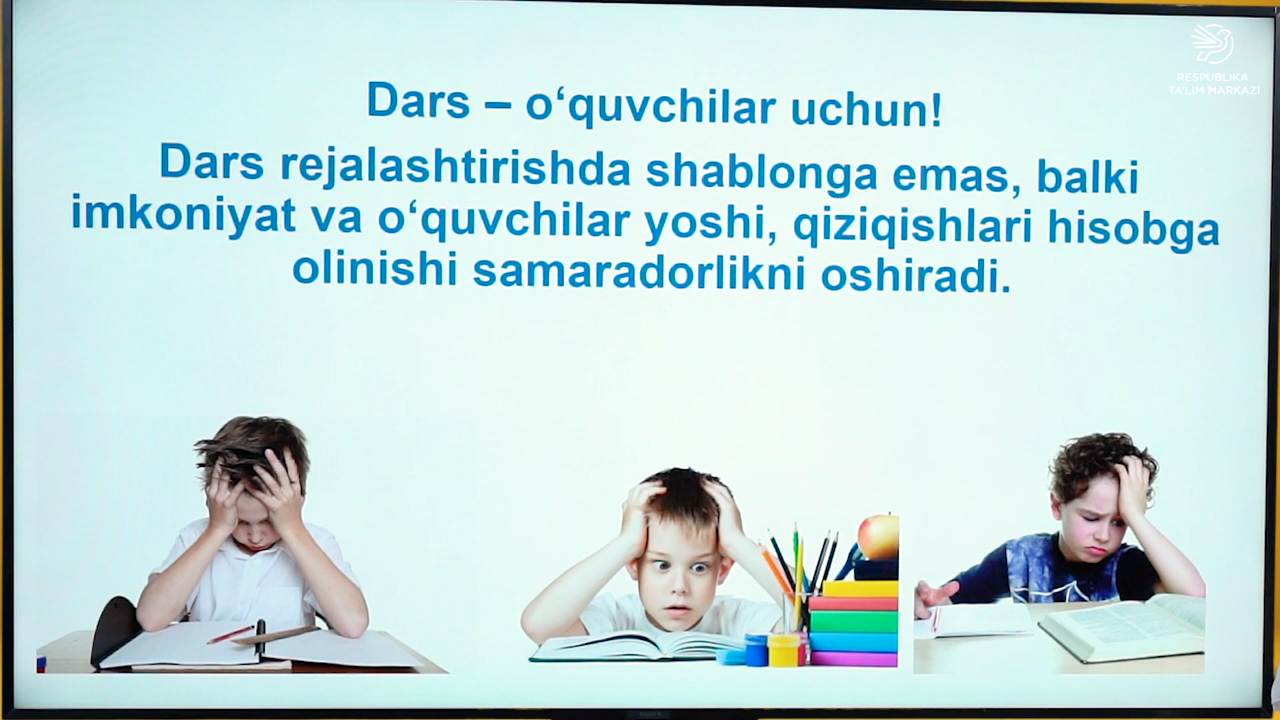 RESPUBLIKA
TA'LIM MARKAZI
Dars – o‘quvchilar uchun!
Dars rejalashtirishda shablonga emas, balki
imkoniyat va o‘quvchilar yoshi, qiziqishlari hisobga
olinishi samaradorlikni oshiradi.